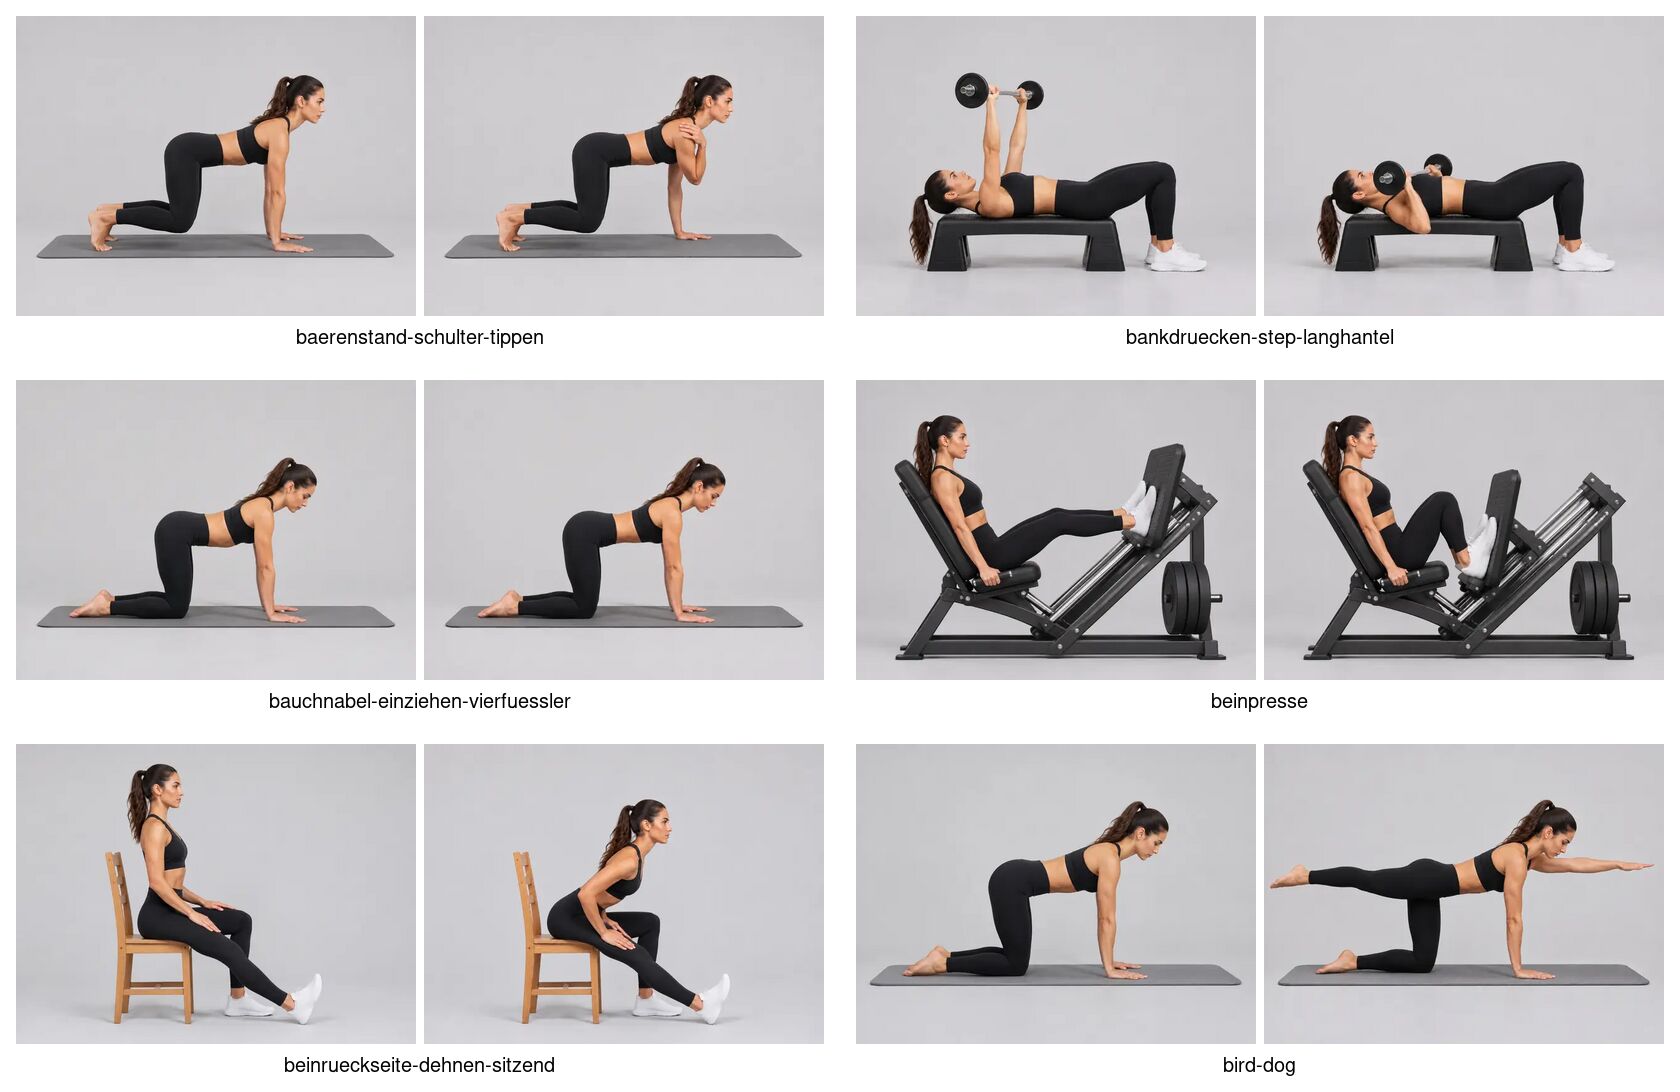 baerenstand-schulter-tippen
bankdruecken-step-langhantel
bauchnabel-einziehen-vierfuessler
beinpresse
beinrueckseite-dehnen-sitzend
bird-dog